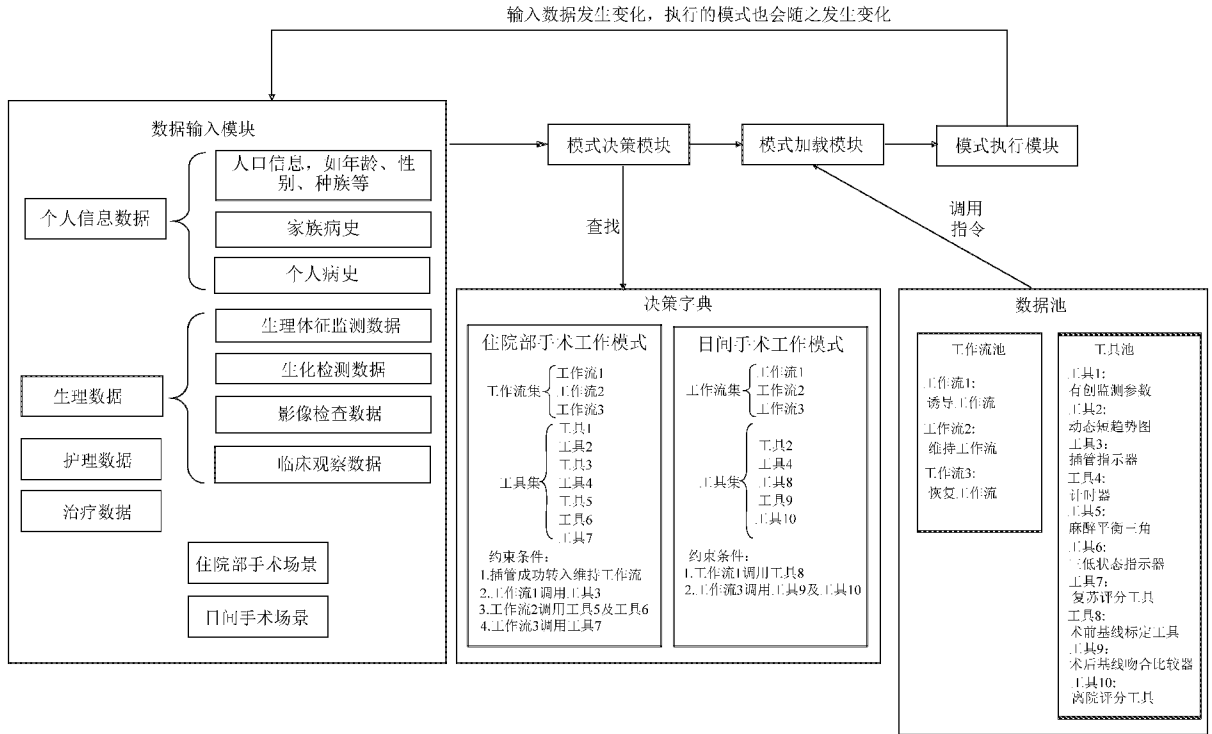 输入数据发生变化，执行的模式也会随之发生变化
数据输入模块
个人信息数据
人口信息，如年龄、性
别、种族等
家族病史
个人病史
生理数据
生理体征监测数据
生化检测数据
影像检查数据
临床观察数据
护理数据
治疗数据
住院部手术场景
日间手术场景
模式决策模块
模式加载模块
模式执行模块
查找
调用
指令
决策字典
住院部手术工作模式
工作流集
工作流1
工作流2
工作流3
工具集
工具1
工具2
工具3
工具4
工具5
工具6
工具7
约束条件：
1.插管成功转入维持工作流
2.工作流1调用工具3
3.工作流2调用工具5及工具6
4.工作流3调用工具7
日间手术工作模式
工作流集
工作流1
工作流2
工作流3
工具集
工具2
工具4
工具8
工具9
工具10
约束条件：
1.工作流1调用工具8
2.工作流3调用工具9及工具10
数据池
工作流池
工作流1:
诱导工作流
工作流2:
维持工作流
工作流3:
恢复工作流
工具池
工具1:
有创监测参数
工具2:
动态短趋势图
工具3:
插管指示器
工具4:
计时器
工具5:
麻醉平衡三角
工具6:
三低状态指示器
工具7:
复苏评分工具
工具8:
术前基线标定工具
工具9:
术后基线吻合比较器
工具10:
离院评分工具